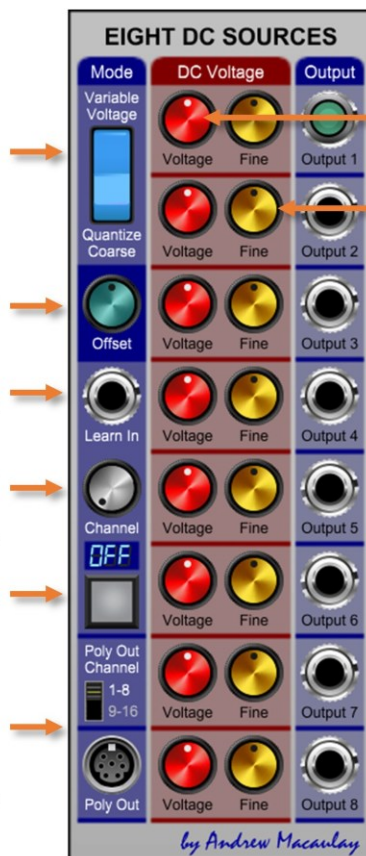 EIGHT DC SOURCES
Mode DC Voltage Output
Variable
Voltage
Voltage Fine Output 1
Quantize
Coarse
Voltage Fine Output 2
Offset
Voltage Fine Output 3
Learn In
Voltage Fine Output 4
Channel
Voltage Fine Output 5
OFF
Voltage Fine Output 6
Poly Out
Channel
1-8
9-16
Voltage Fine Output 7
Poly Out
Voltage Fine Output 8
by Andrew Macaulay